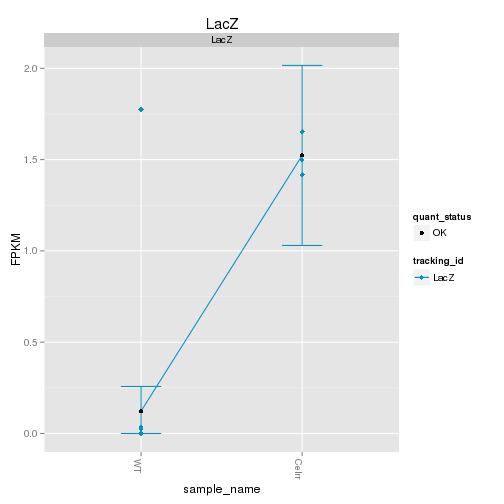 LacZ
LacZ
2.0
1.5
1.0
0.5
0.0
FPKM
WT
Celrr
sample_name
quant_status
OK
tracking_id
LacZ